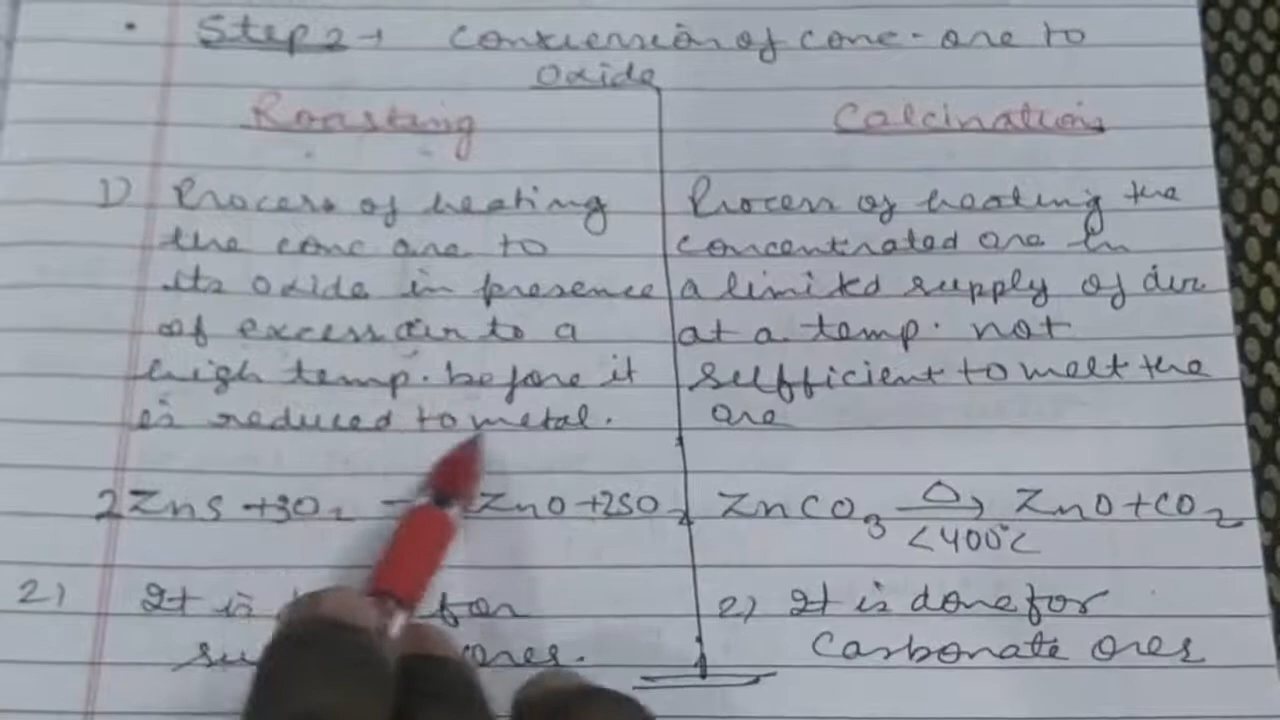 • Step 2 → Conversion of conc. ore to
oxide
Roasting
1) Process of heating
the conc ore to
its oxide in presence
of excess air to a
high temp. before it
is reduced to metal.
2ZnS + 3O₂ → ZnO + 2SO₂
2) It is for
ores.
Calcination
Process of heating the
concentrated ore in
a limited supply of air
at a temp. not
sufficient to melt the
ore
ZnCO₃ →Δ <400°C ZnO + CO₂
2) It is done for
Carbonate ores